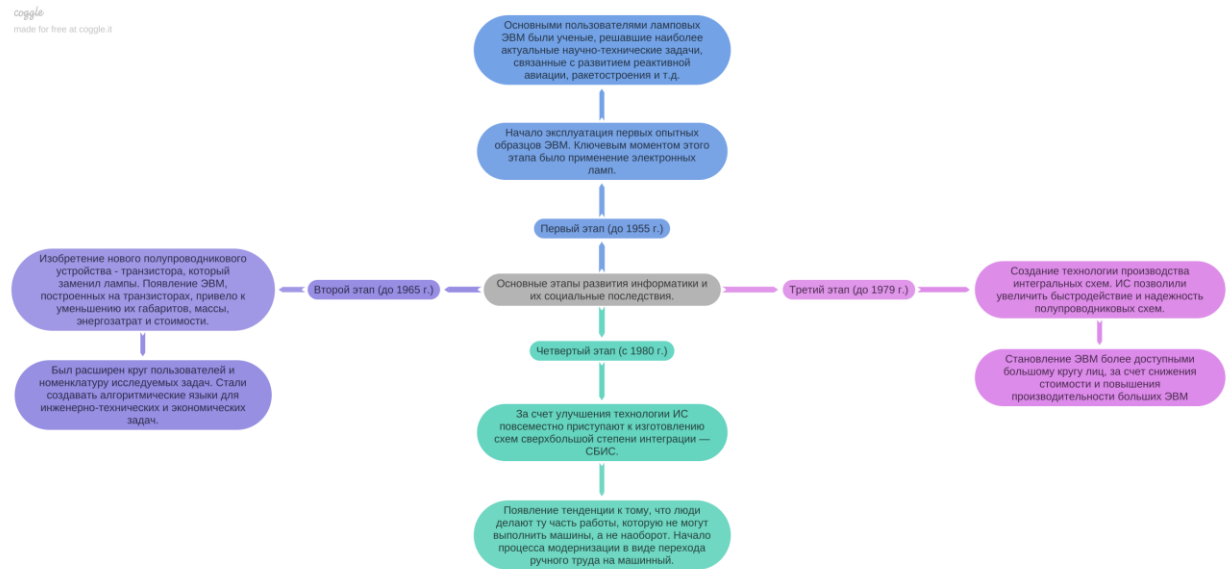 coggle
made for free at coggle.it
Основными пользователями ламповых
ЭВМ были ученые, решавшие наиболее
актуальные научно-технические задачи,
связанные с развитием реактивной
авиации, ракетостроения и т.д.
Начало эксплуатация первых опытных
образцов ЭВМ. Ключевым моментом этого
этапа было применение электронных
ламп.
Первый этап (до 1955 г.)
Изобретение нового полупроводникового
устройства - транзистора, который
заменил лампы. Появление ЭВМ,
построенных на транзисторах, привело к
уменьшению их габаритов, массы,
энергозатрат и стоимости.
Второй этап (до 1965 г.)
Основные этапы развития информатики и
их социальные последствия.
Третий этап (до 1979 г.)
Создание технологии производства
интегральных схем. ИС позволили
увеличить быстродействие и надежность
полупроводниковых схем.
Четвертый этап (с 1980 г.)
Был расширен круг пользователей и
номенклатуру исследуемых задач. Стали
создавать алгоритмические языки для
инженерно-технических и экономических
задач.
Становление ЭВМ более доступными
большому кругу лиц, за счет снижения
стоимости и повышения
производительности больших ЭВМ
За счет улучшения технологии ИС
повсеместно приступают к изготовлению
схем сверхбольшой степени интеграции —
СБИС.
Появление тенденции к тому, что люди
делают ту часть работы, которую не могут
выполнить машины, а не наоборот. Начало
процесса модернизации в виде перехода
ручного труда на машинный.